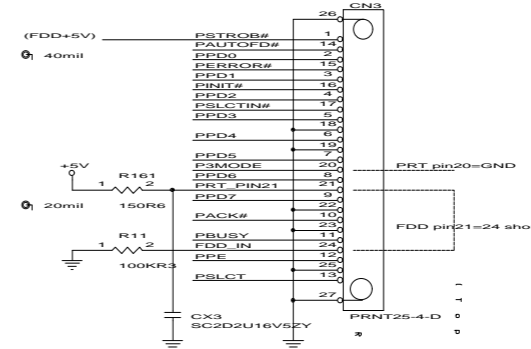 CN3
26
(FDD+5V)
PSTROB# 1
40mil
PAUTOFD# 14
PPD0 2
PERROR# 15
PPD1 3
PINIT# 16
PPD2 4
PSLCTIN# 17
PPD3 5
18
PPD4 6
19
PPD5 7
+5V
P3MODE 20
PRT pin20=GND
PPD6 8
R161
1 2
PRT_PIN21 21
150R6
20mil
PPD7 9
22
PACK# 10
23
FDD pin21=24 sho
PBUSY 11
R11
1 2
FDD_IN 24
100KR3
PPE 12
25
PSLCT 13
27
CX3
SC2D2U16V5ZY
PRNT25-4-D
( T o p
R